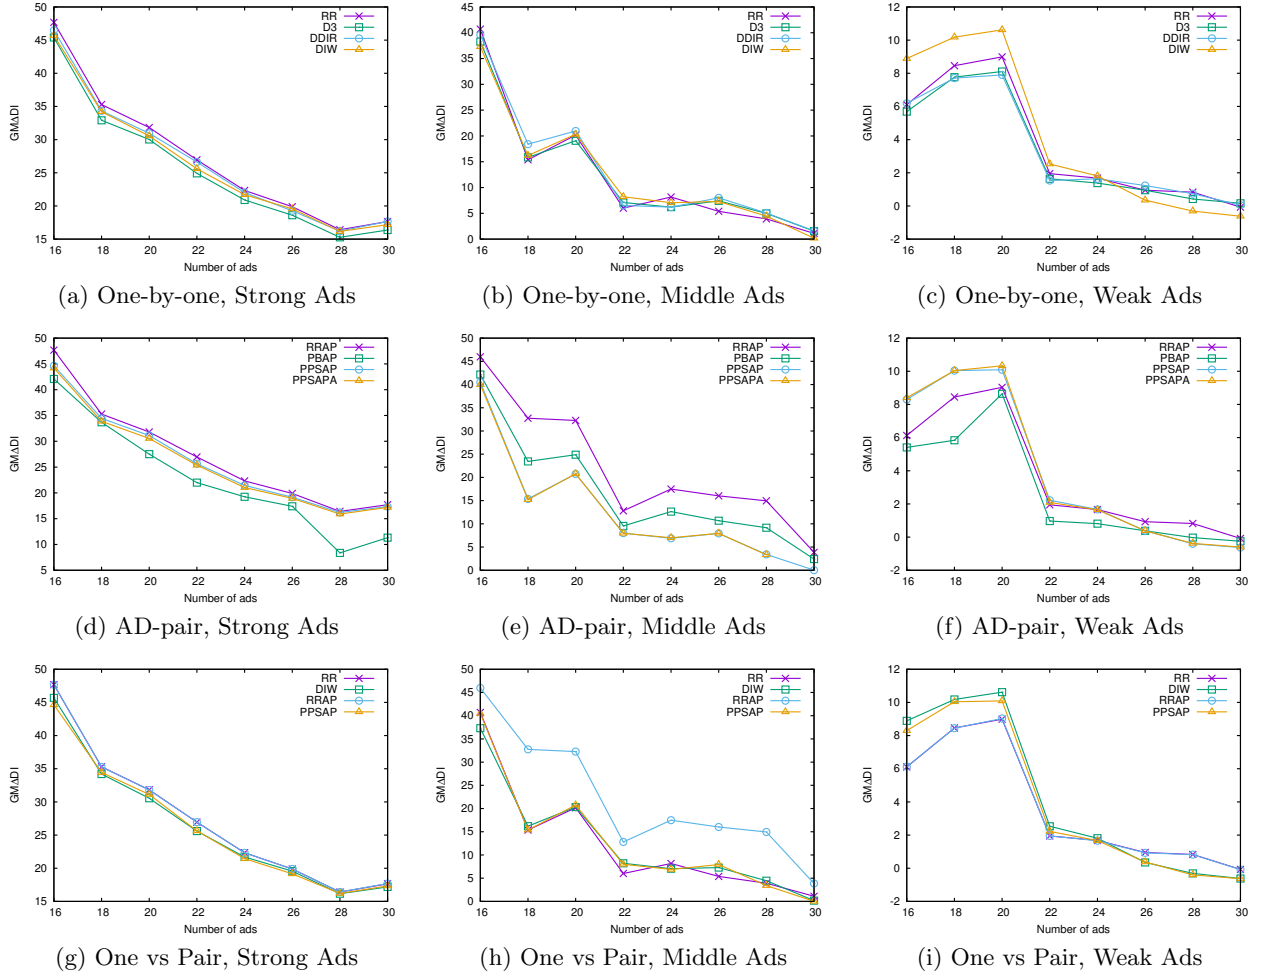 50
45
40
35
30
25
20
15
16 18 20 22 24 26 28 30
GMΔDI
Number of ads
RR
D3
DDIR
DIW
(a) One-by-one, Strong Ads
45
40
35
30
25
20
15
10
5
0
16 18 20 22 24 26 28 30
GMΔDI
Number of ads
RR
D3
DDIR
DIW
(b) One-by-one, Middle Ads
12
10
8
6
4
2
0
-2
16 18 20 22 24 26 28 30
GMΔDI
Number of ads
RR
D3
DDIR
DIW
(c) One-by-one, Weak Ads
50
45
40
35
30
25
20
15
10
5
16 18 20 22 24 26 28 30
GMΔDI
Number of ads
RRAP
PBAP
PPSAP
PPSAPA
(d) AD-pair, Strong Ads
50
45
40
35
30
25
20
15
10
5
0
16 18 20 22 24 26 28 30
GMΔDI
Number of ads
RRAP
PBAP
PPSAP
PPSAPA
(e) AD-pair, Middle Ads
12
10
8
6
4
2
0
-2
16 18 20 22 24 26 28 30
GMΔDI
Number of ads
RRAP
PBAP
PPSAP
PPSAPA
(f) AD-pair, Weak Ads
50
45
40
35
30
25
20
15
16 18 20 22 24 26 28 30
GMΔDI
Number of ads
RR
DIW
RRAP
PPSAP
(g) One vs Pair, Strong Ads
50
45
40
35
30
25
20
15
10
5
0
16 18 20 22 24 26 28 30
GMΔDI
Number of ads
RR
DIW
RRAP
PPSAP
(h) One vs Pair, Middle Ads
12
10
8
6
4
2
0
-2
16 18 20 22 24 26 28 30
GMΔDI
Number of ads
RR
DIW
RRAP
PPSAP
(i) One vs Pair, Weak Ads